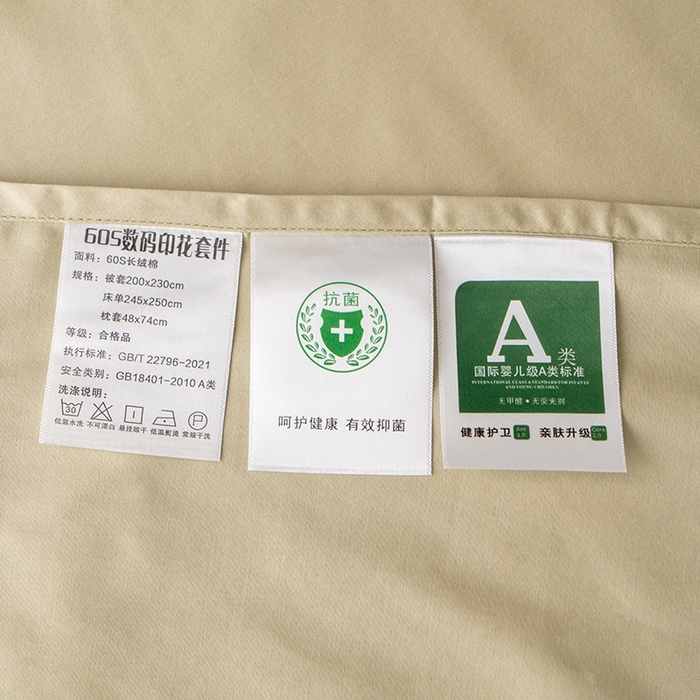 60S数码印花套件
面料：60S长绒棉
规格：被套200x230cm
床单245x250cm
枕套48x74cm
等级：合格品
执行标准：GB/T 22796-2021
安全类别：GB18401-2010 A类
洗涤说明：
30
低温水洗 不可漂白 悬挂晾干 低温熨烫 常规干洗
抗菌
呵护健康 有效抑菌
A类
国际婴儿级A类标准
INTERNATIONAL CLASS A STANDARD FOR INFANTS
AND YOUNG CHILDREN
无甲醛·无荧光剂
健康护卫 Ant 3.0 亲肤升级 Care 3.0